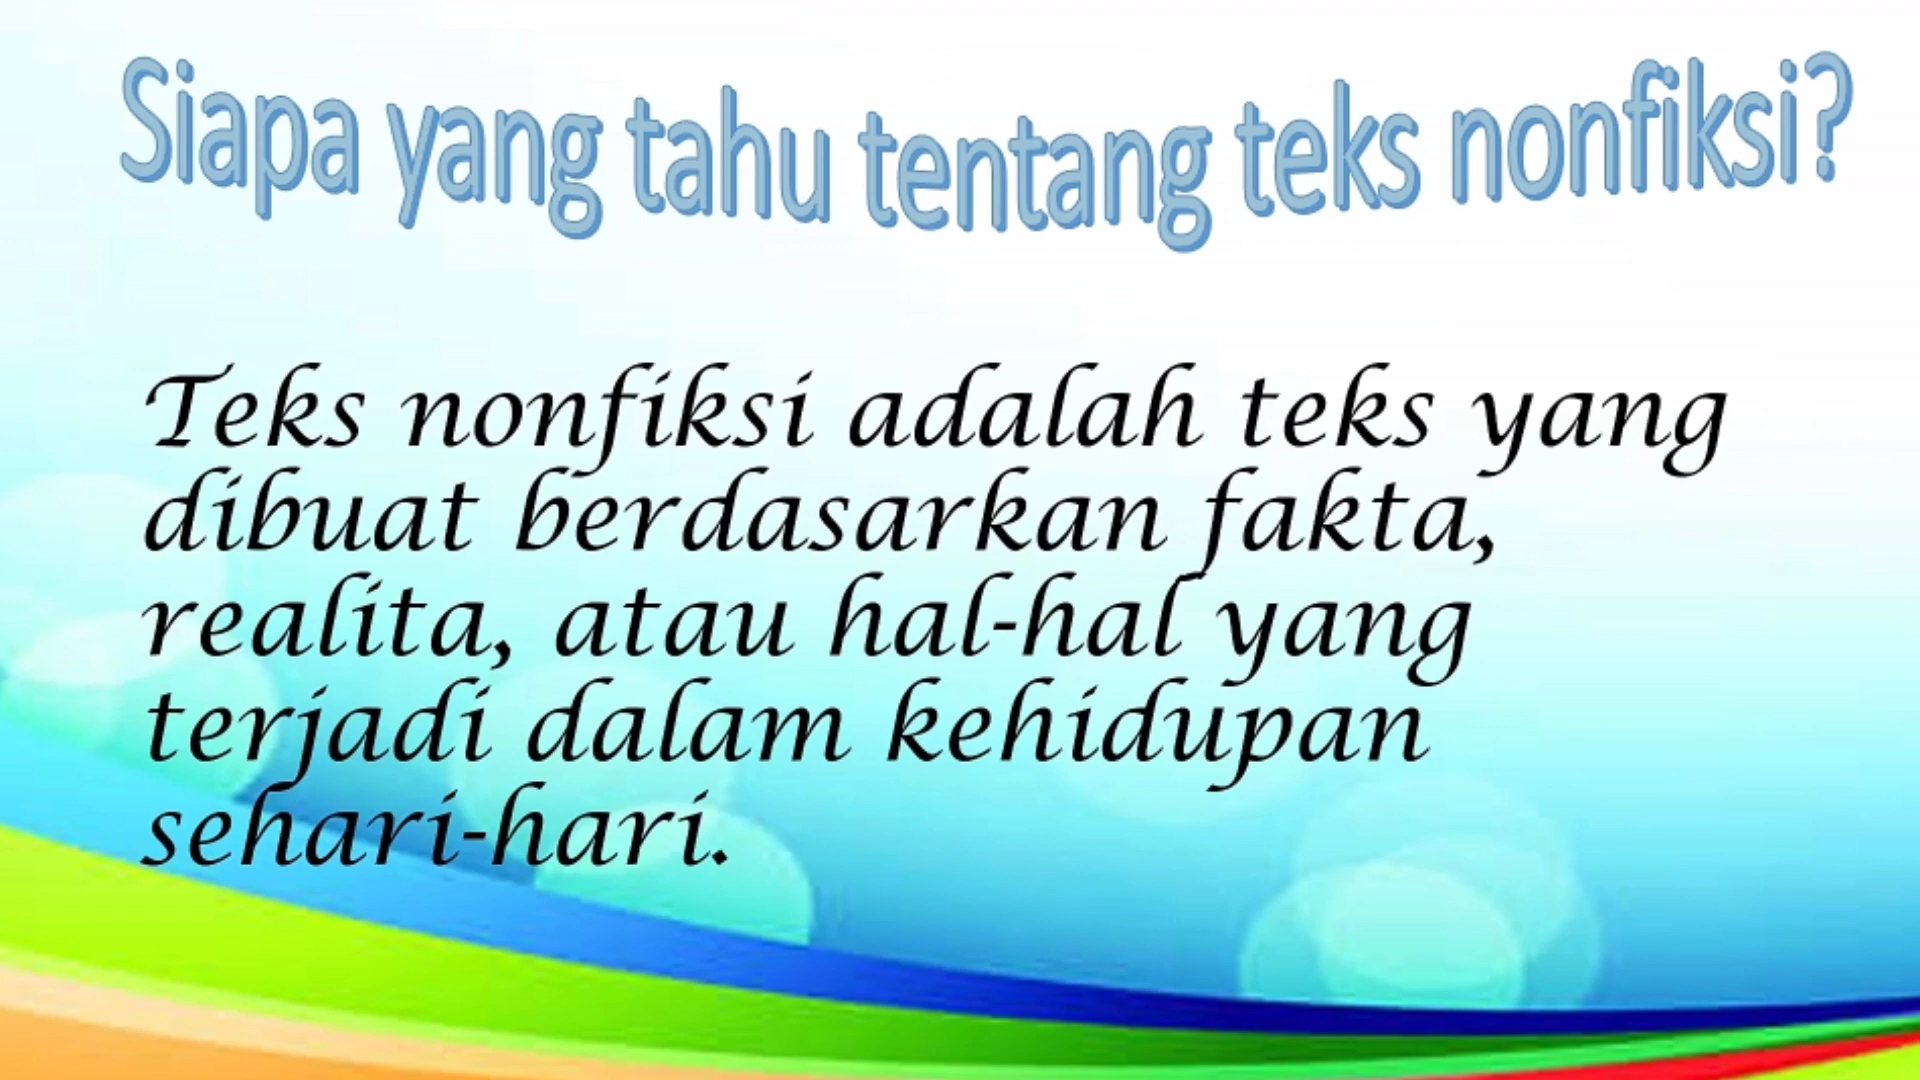 Siapa yang tahu tentang teks nonfiksi?
Teks nonfiksi adalah teks yang
dibuat berdasarkan fakta,
realita, atau hal-hal yang
terjadi dalam kehidupan
sehari-hari.